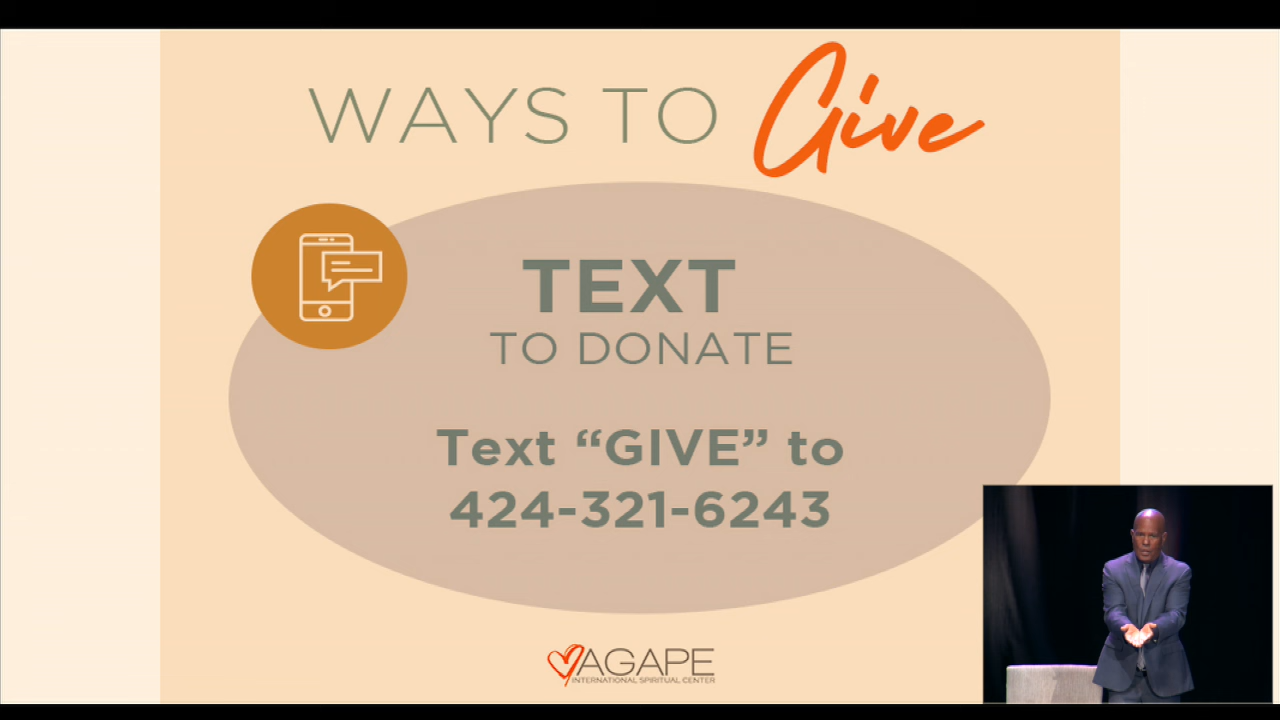 WAYS TO Give
TEXT
TO DONATE
Text “GIVE” to
424-321-6243
AGAPE
INTERNATIONAL SPIRITUAL CENTER